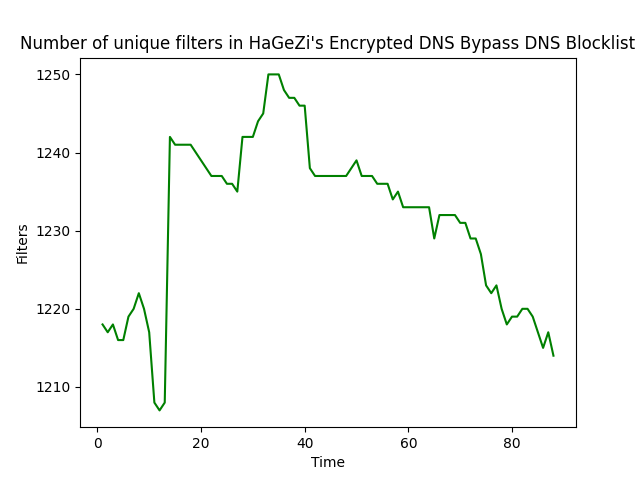 Number of unique filters in HaGeZi's Encrypted DNS Bypass DNS Blocklist
1250
1240
1230
1220
1210
Filters
0 20 40 60 80
Time